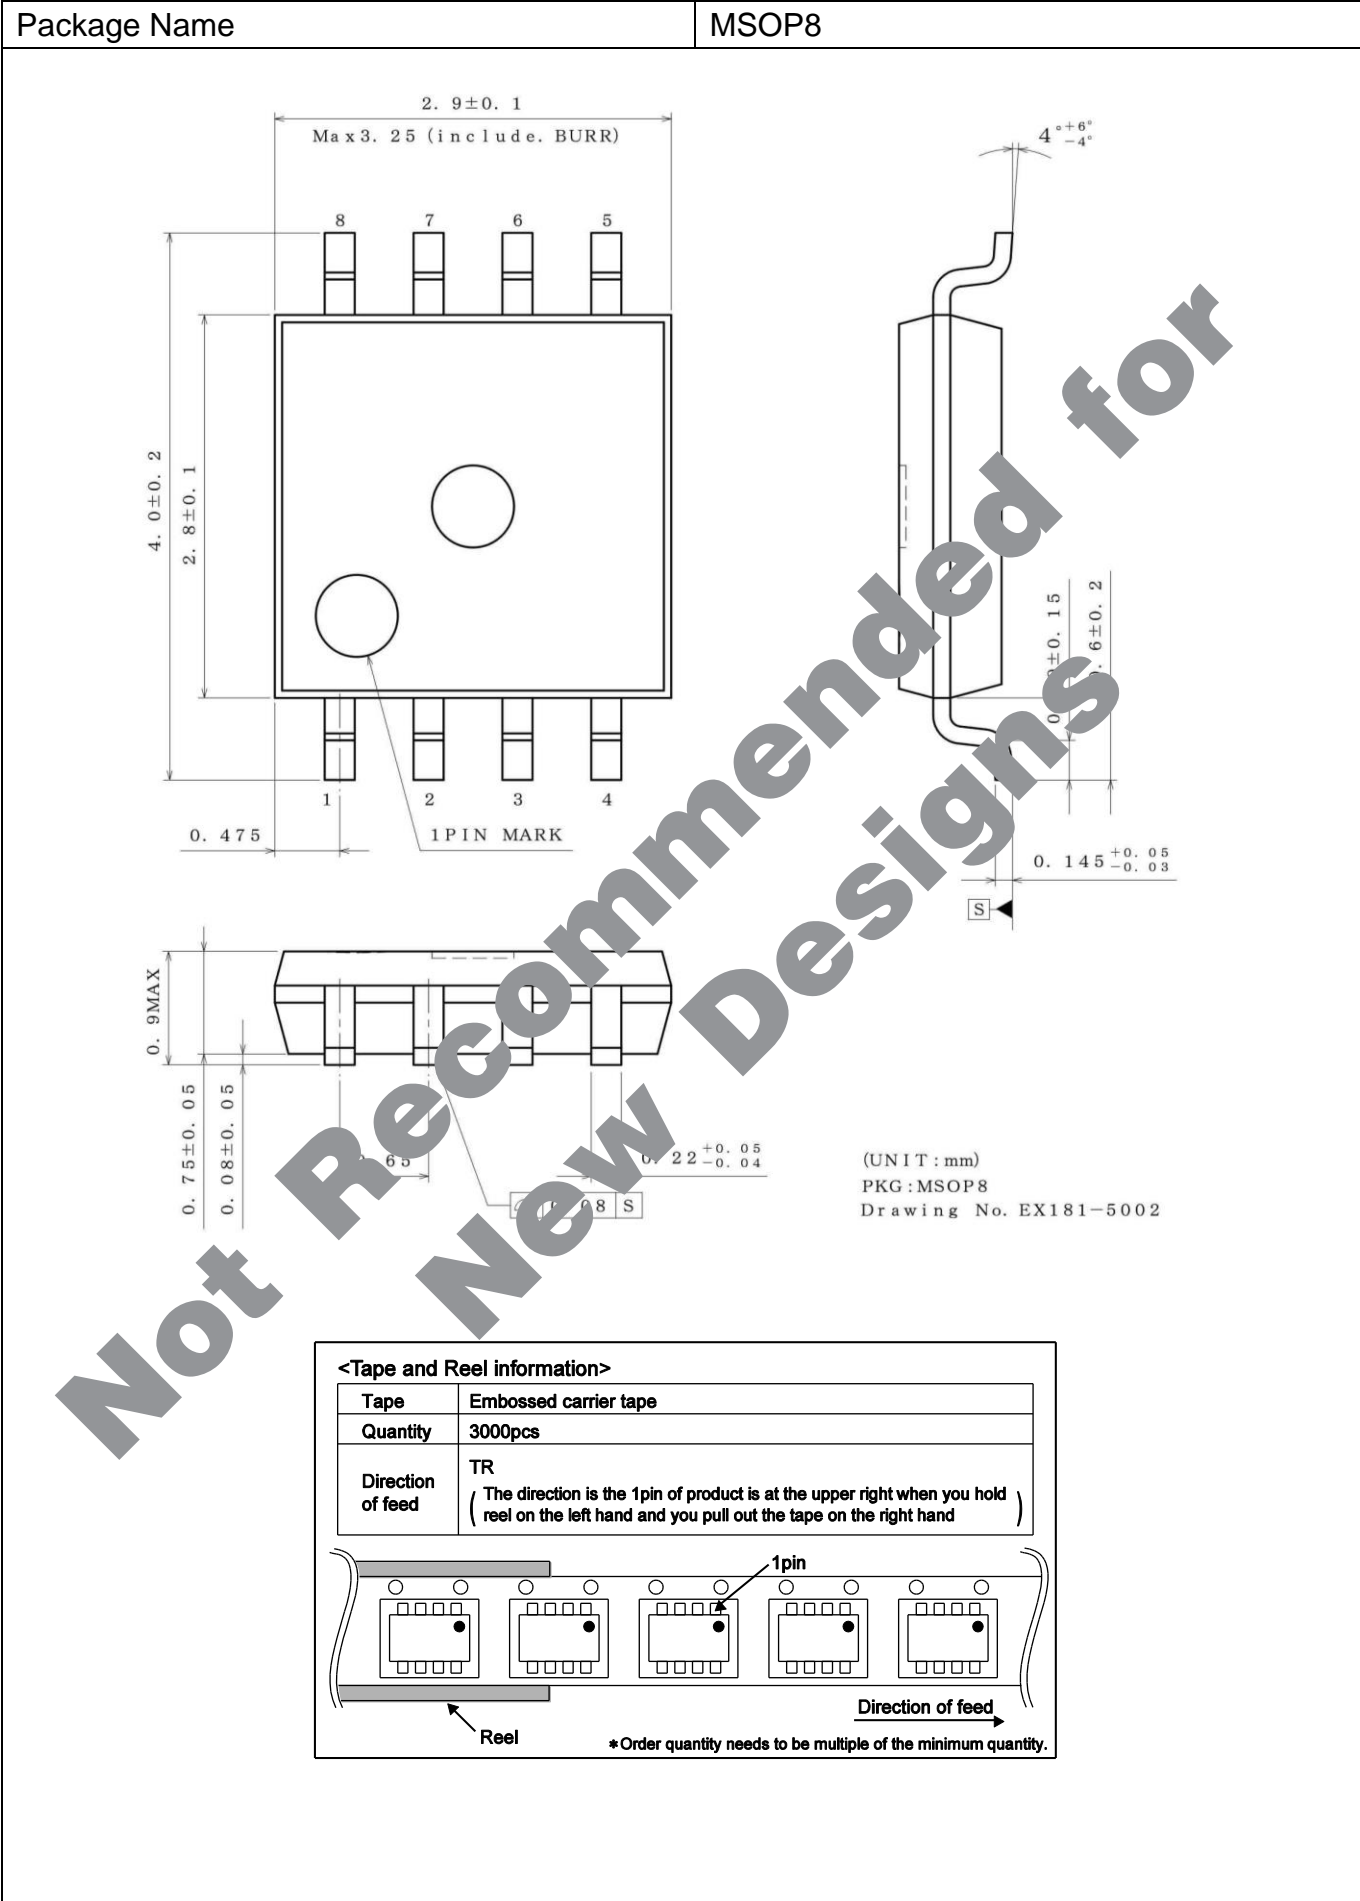 Package Name
MSOP8
2. 9±0. 1
Max3. 25 (include. BURR)
4°+6°
−4°
8 7 6 5
4. 0±0. 2
2. 8±0. 1
1 2 3 4
0. 475
1PIN MARK
±0. 15
6±0. 2
0. 145+0. 05
−0. 03
S
0. 9MAX
0. 75±0. 05
0. 08±0. 05
65
22+0. 05
−0. 04
08 S
(UNIT:mm)
PKG:MSOP8
Drawing No. EX181−5002
Not Recommended for
New Designs
<Tape and Reel information>
Tape Embossed carrier tape
Quantity 3000pcs
Direction of feed
TR
( The direction is the 1pin of product is at the upper right when you hold
reel on the left hand and you pull out the tape on the right hand )
1pin
Direction of feed
Reel
*Order quantity needs to be multiple of the minimum quantity.